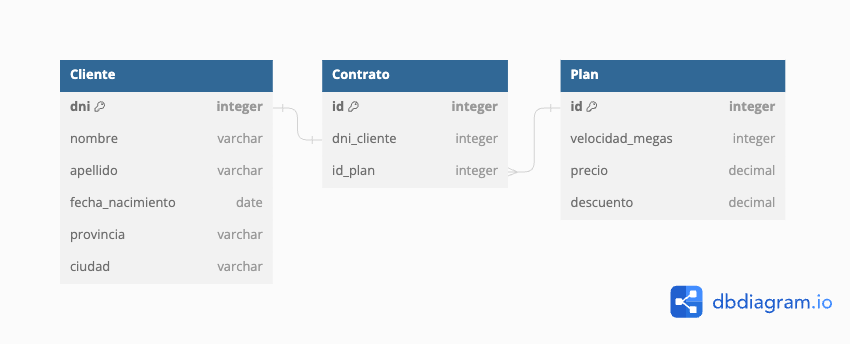 Cliente
dni integer
nombre varchar
apellido varchar
fecha_nacimiento date
provincia varchar
ciudad varchar
Contrato
id integer
dni_cliente integer
id_plan integer
Plan
id integer
velocidad_megas integer
precio decimal
descuento decimal
dbdiagram.io